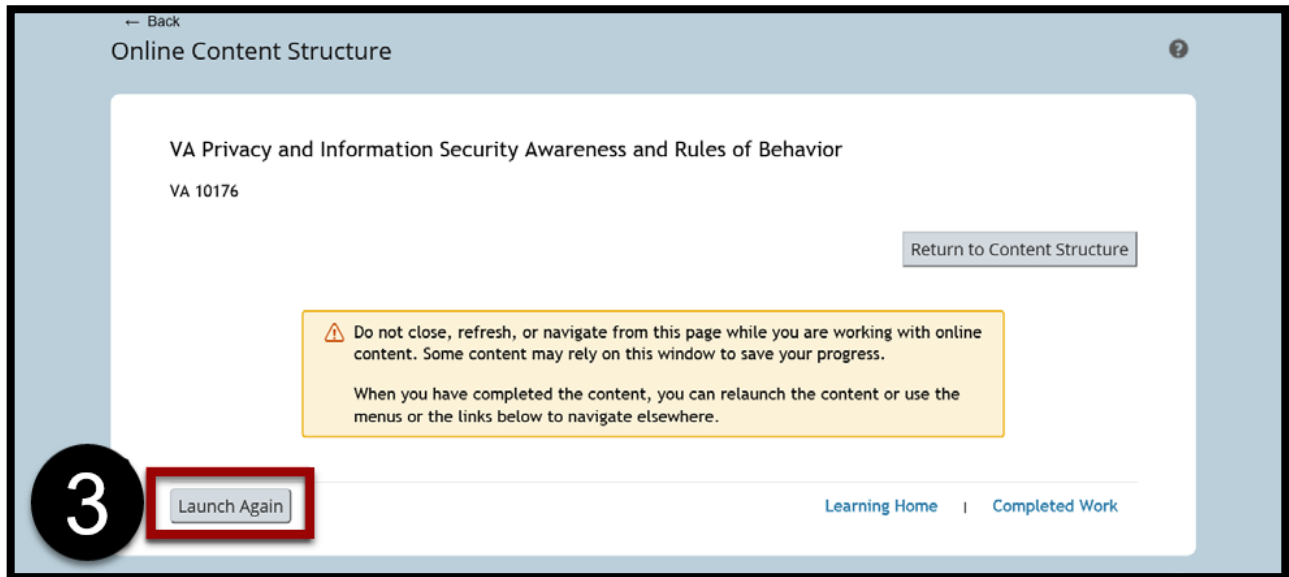 ← Back
Online Content Structure
?
VA Privacy and Information Security Awareness and Rules of Behavior
VA 10176
Return to Content Structure
Do not close, refresh, or navigate from this page while you are working with online
content. Some content may rely on this window to save your progress.
When you have completed the content, you can relaunch the content or use the
menus or the links below to navigate elsewhere.
3
Launch Again
Learning Home | Completed Work